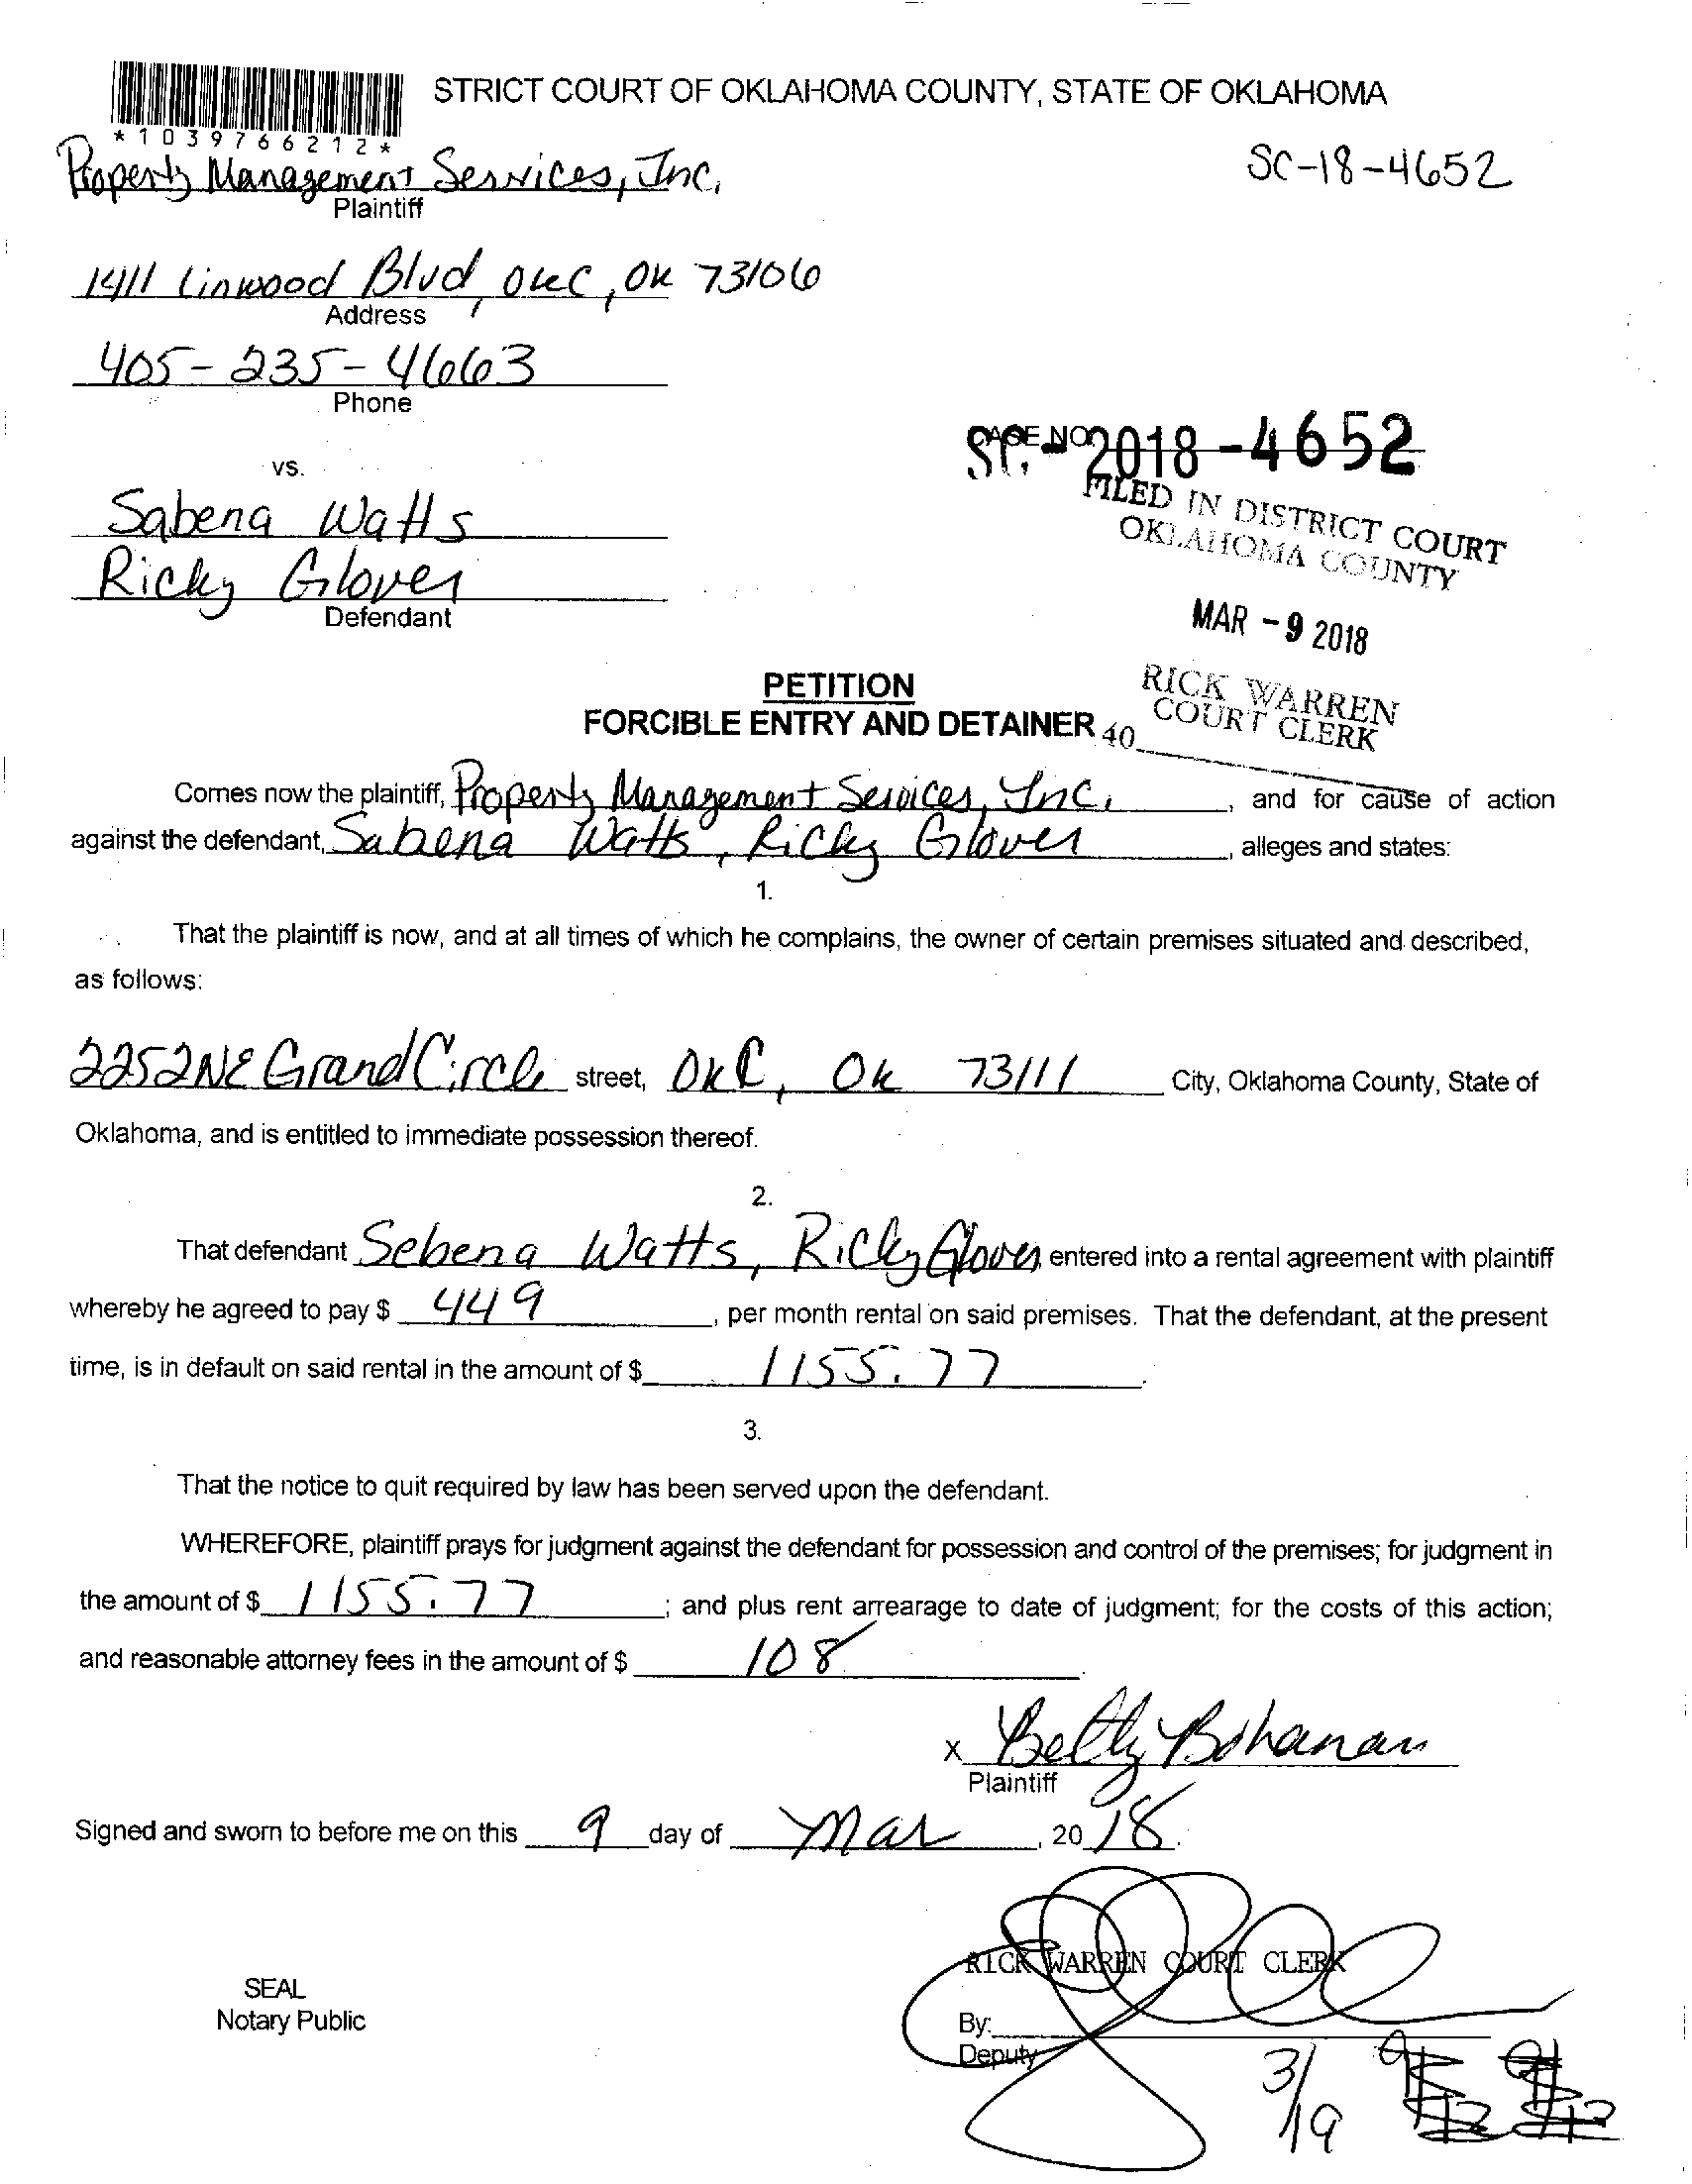 STRICT COURT OF OKLAHOMA COUNTY, STATE OF OKLAHOMA
*1039766212*
Property Management Services, Inc.
SC-18-4652
Plaintiff
1411 Linwood Blvd, OKC, OK 73106
Address
405-235-4663
Phone
CASE NO.
SC-2018-4652
vs.
FILED IN DISTRICT COURT
OKLAHOMA COUNTY
Sabena Watts
Ricky Glover
Defendant
MAR -9 2018
RICK WARREN
COURT CLERK
40
PETITION
FORCIBLE ENTRY AND DETAINER
Comes now the plaintiff, Property Management Services, Inc. , and for cause of action
against the defendant, Sabena Watts, Ricky Glover , alleges and states:
1.
That the plaintiff is now, and at all times of which he complains, the owner of certain premises situated and described,
as follows:
2252 NE Grand Circle street, OKC, OK 73111 City, Oklahoma County, State of
Oklahoma, and is entitled to immediate possession thereof.
2.
That defendant Sebena Watts, Ricky Glover entered into a rental agreement with plaintiff
whereby he agreed to pay $ 449 , per month rental on said premises. That the defendant, at the present
time, is in default on said rental in the amount of $ 1155.77 .
3.
That the notice to quit required by law has been served upon the defendant.
WHEREFORE, plaintiff prays for judgment against the defendant for possession and control of the premises; for judgment in
the amount of $ 1155.77 ; and plus rent arrearage to date of judgment; for the costs of this action;
and reasonable attorney fees in the amount of $ 108 .
X Betty Bohanan
Plaintiff
Signed and sworn to before me on this 9 day of Mar , 20 18.
RICK WARREN COURT CLERK
SEAL
Notary Public
By:
Deputy
3/19